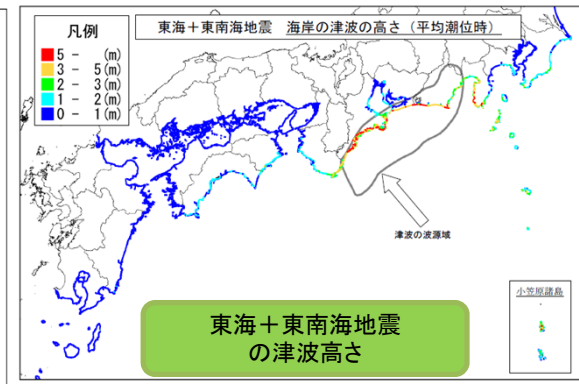 東海+東南海地震　海岸の津波の高さ（平均潮位時）
凡例
5 - (m)
3 - 5(m)
2 - 3(m)
1 - 2(m)
0 - 1(m)
津波の波源域
小笠原諸島
東海+東南海地震
の津波高さ